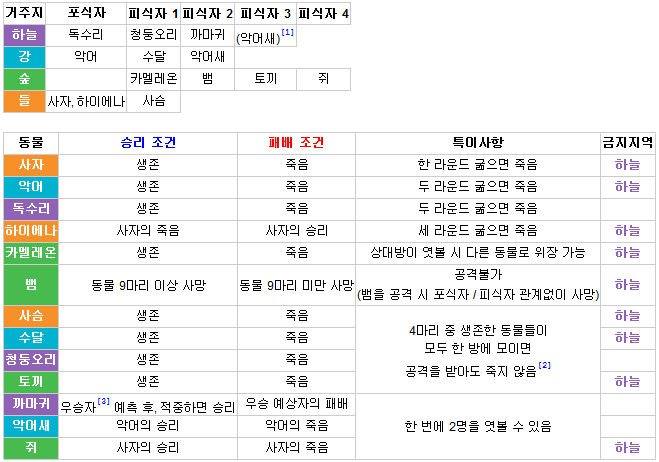 거주지 포식자 피식자 1 피식자 2 피식자 3 피식자 4
하늘 독수리 청둥오리 까마귀 (악어새)[1]
강 악어 수달 악어새
숲 카멜레온 뱀 토끼 쥐
들 사자, 하이에나 사슴
동물 승리 조건 패배 조건 특이사항 금지지역
사자 생존 죽음 한 라운드 굶으면 죽음 하늘
악어 생존 죽음 두 라운드 굶으면 죽음 하늘
독수리 생존 죽음 두 라운드 굶으면 죽음
하이에나 사자의 죽음 사자의 승리 세 라운드 굶으면 죽음 하늘
카멜레온 생존 죽음 상대방이 엿볼 시 다른 동물로 위장 가능 하늘
뱀 동물 9마리 이상 사망 동물 9마리 미만 사망 공격불가 하늘
(뱀을 공격 시 포식자 / 피식자 관계없이 사망)
사슴 생존 죽음 하늘
수달 생존 죽음 4마리 중 생존한 동물들이 하늘
모두 한 방에 모이면
청둥오리 생존 죽음 공격을 받아도 죽지 않음[2]
토끼 생존 죽음 하늘
까마귀 우승자[3] 예측 후, 적중하면 승리 우승 예상자의 패배
악어새 악어의 승리 악어의 죽음 한 번에 2명을 엿볼 수 있음
쥐 사자의 승리 사자의 죽음 하늘